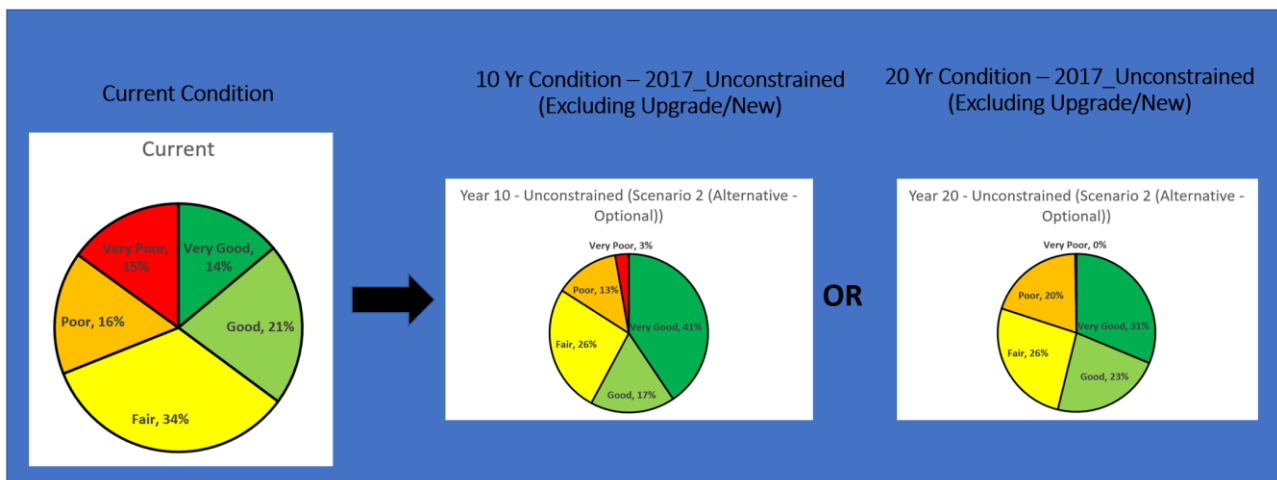 Current Condition
10 Yr Condition – 2017_Unconstrained
(Excluding Upgrade/New)
20 Yr Condition – 2017_Unconstrained
(Excluding Upgrade/New)
Current
Very Poor,
15%
Very Good,
14%
Poor, 16%
Good, 21%
Fair, 34%
Year 10 - Unconstrained (Scenario 2 (Alternative -
Optional))
Very Poor, 3%
Poor, 13%
Very Good, 41%
Fair, 26%
Good, 17%
OR
Year 20 - Unconstrained (Scenario 2 (Alternative -
Optional))
Very Poor, 0%
Poor, 20%
Very Good, 31%
Fair, 26%
Good, 23%